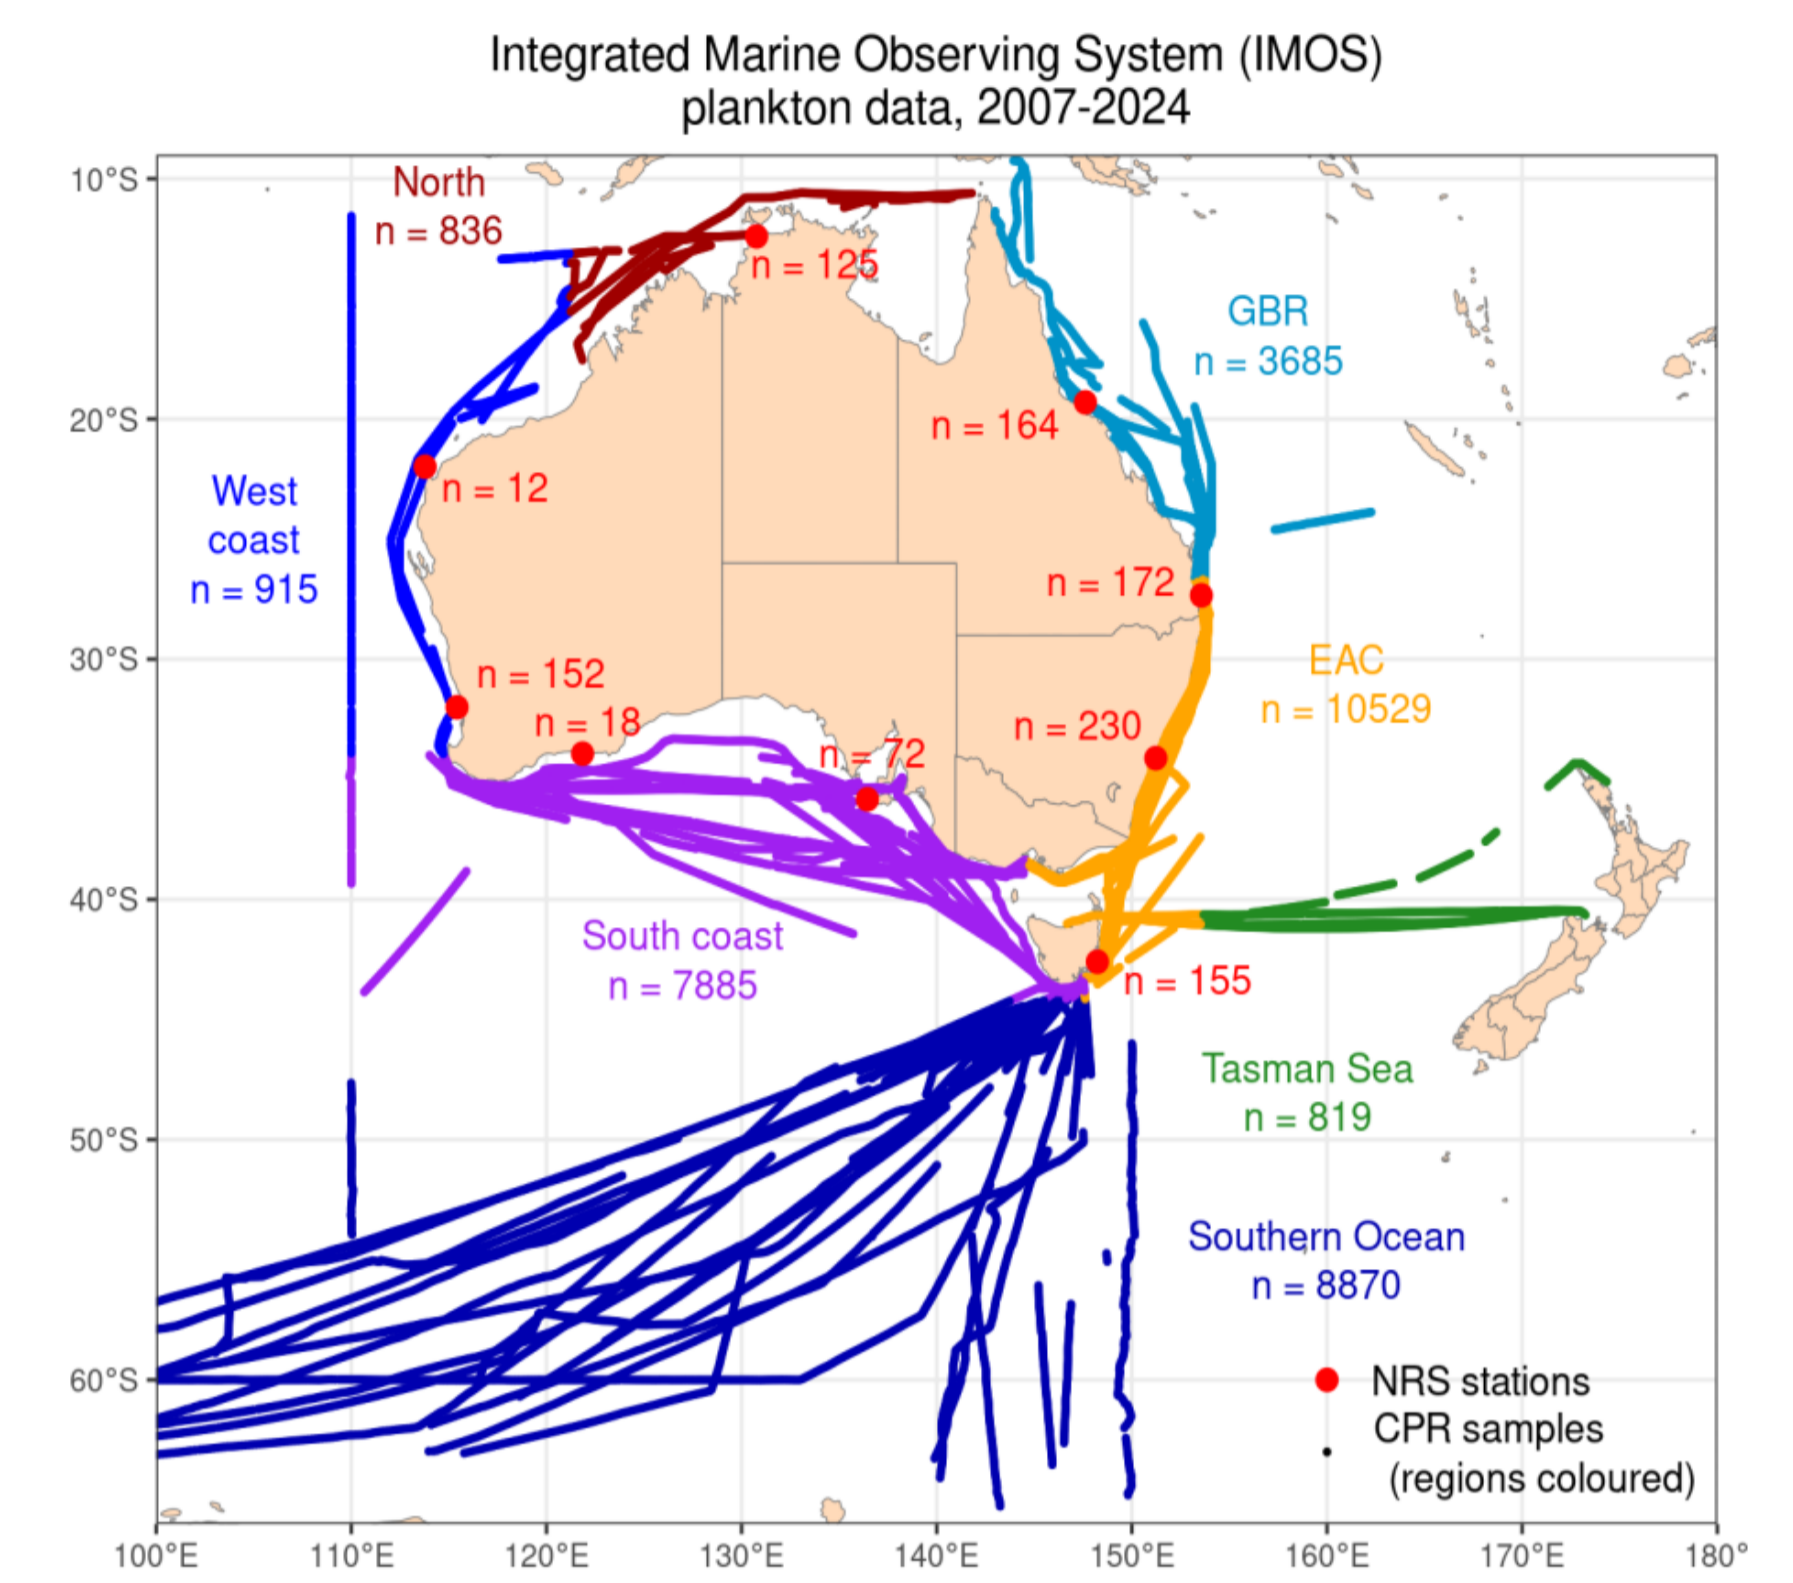 Integrated Marine Observing System (IMOS)
plankton data, 2007-2024
10°S
20°S
30°S
40°S
50°S
60°S
North
n = 836
n = 125
GBR
n = 3685
n = 164
West
coast
n = 915
n = 12
n = 172
n = 152
n = 18
EAC
n = 10529
n = 230
n = 72
South coast
n = 7885
n = 155
Tasman Sea
n = 819
Southern Ocean
n = 8870
NRS stations
CPR samples
(regions coloured)
100°E
110°E
120°E
130°E
140°E
150°E
160°E
170°E
180°